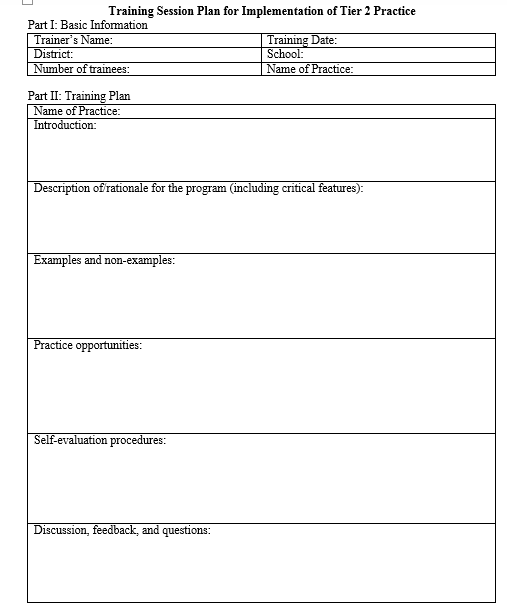 Training Session Plan for Implementation of Tier 2 Practice
Part I: Basic Information
Trainer's Name: Training Date:
District: School:
Number of trainees: Name of Practice:
Part II: Training Plan
Name of Practice:
Introduction:
Description of/rationale for the program (including critical features):
Examples and non-examples:
Practice opportunities:
Self-evaluation procedures:
Discussion, feedback, and questions: